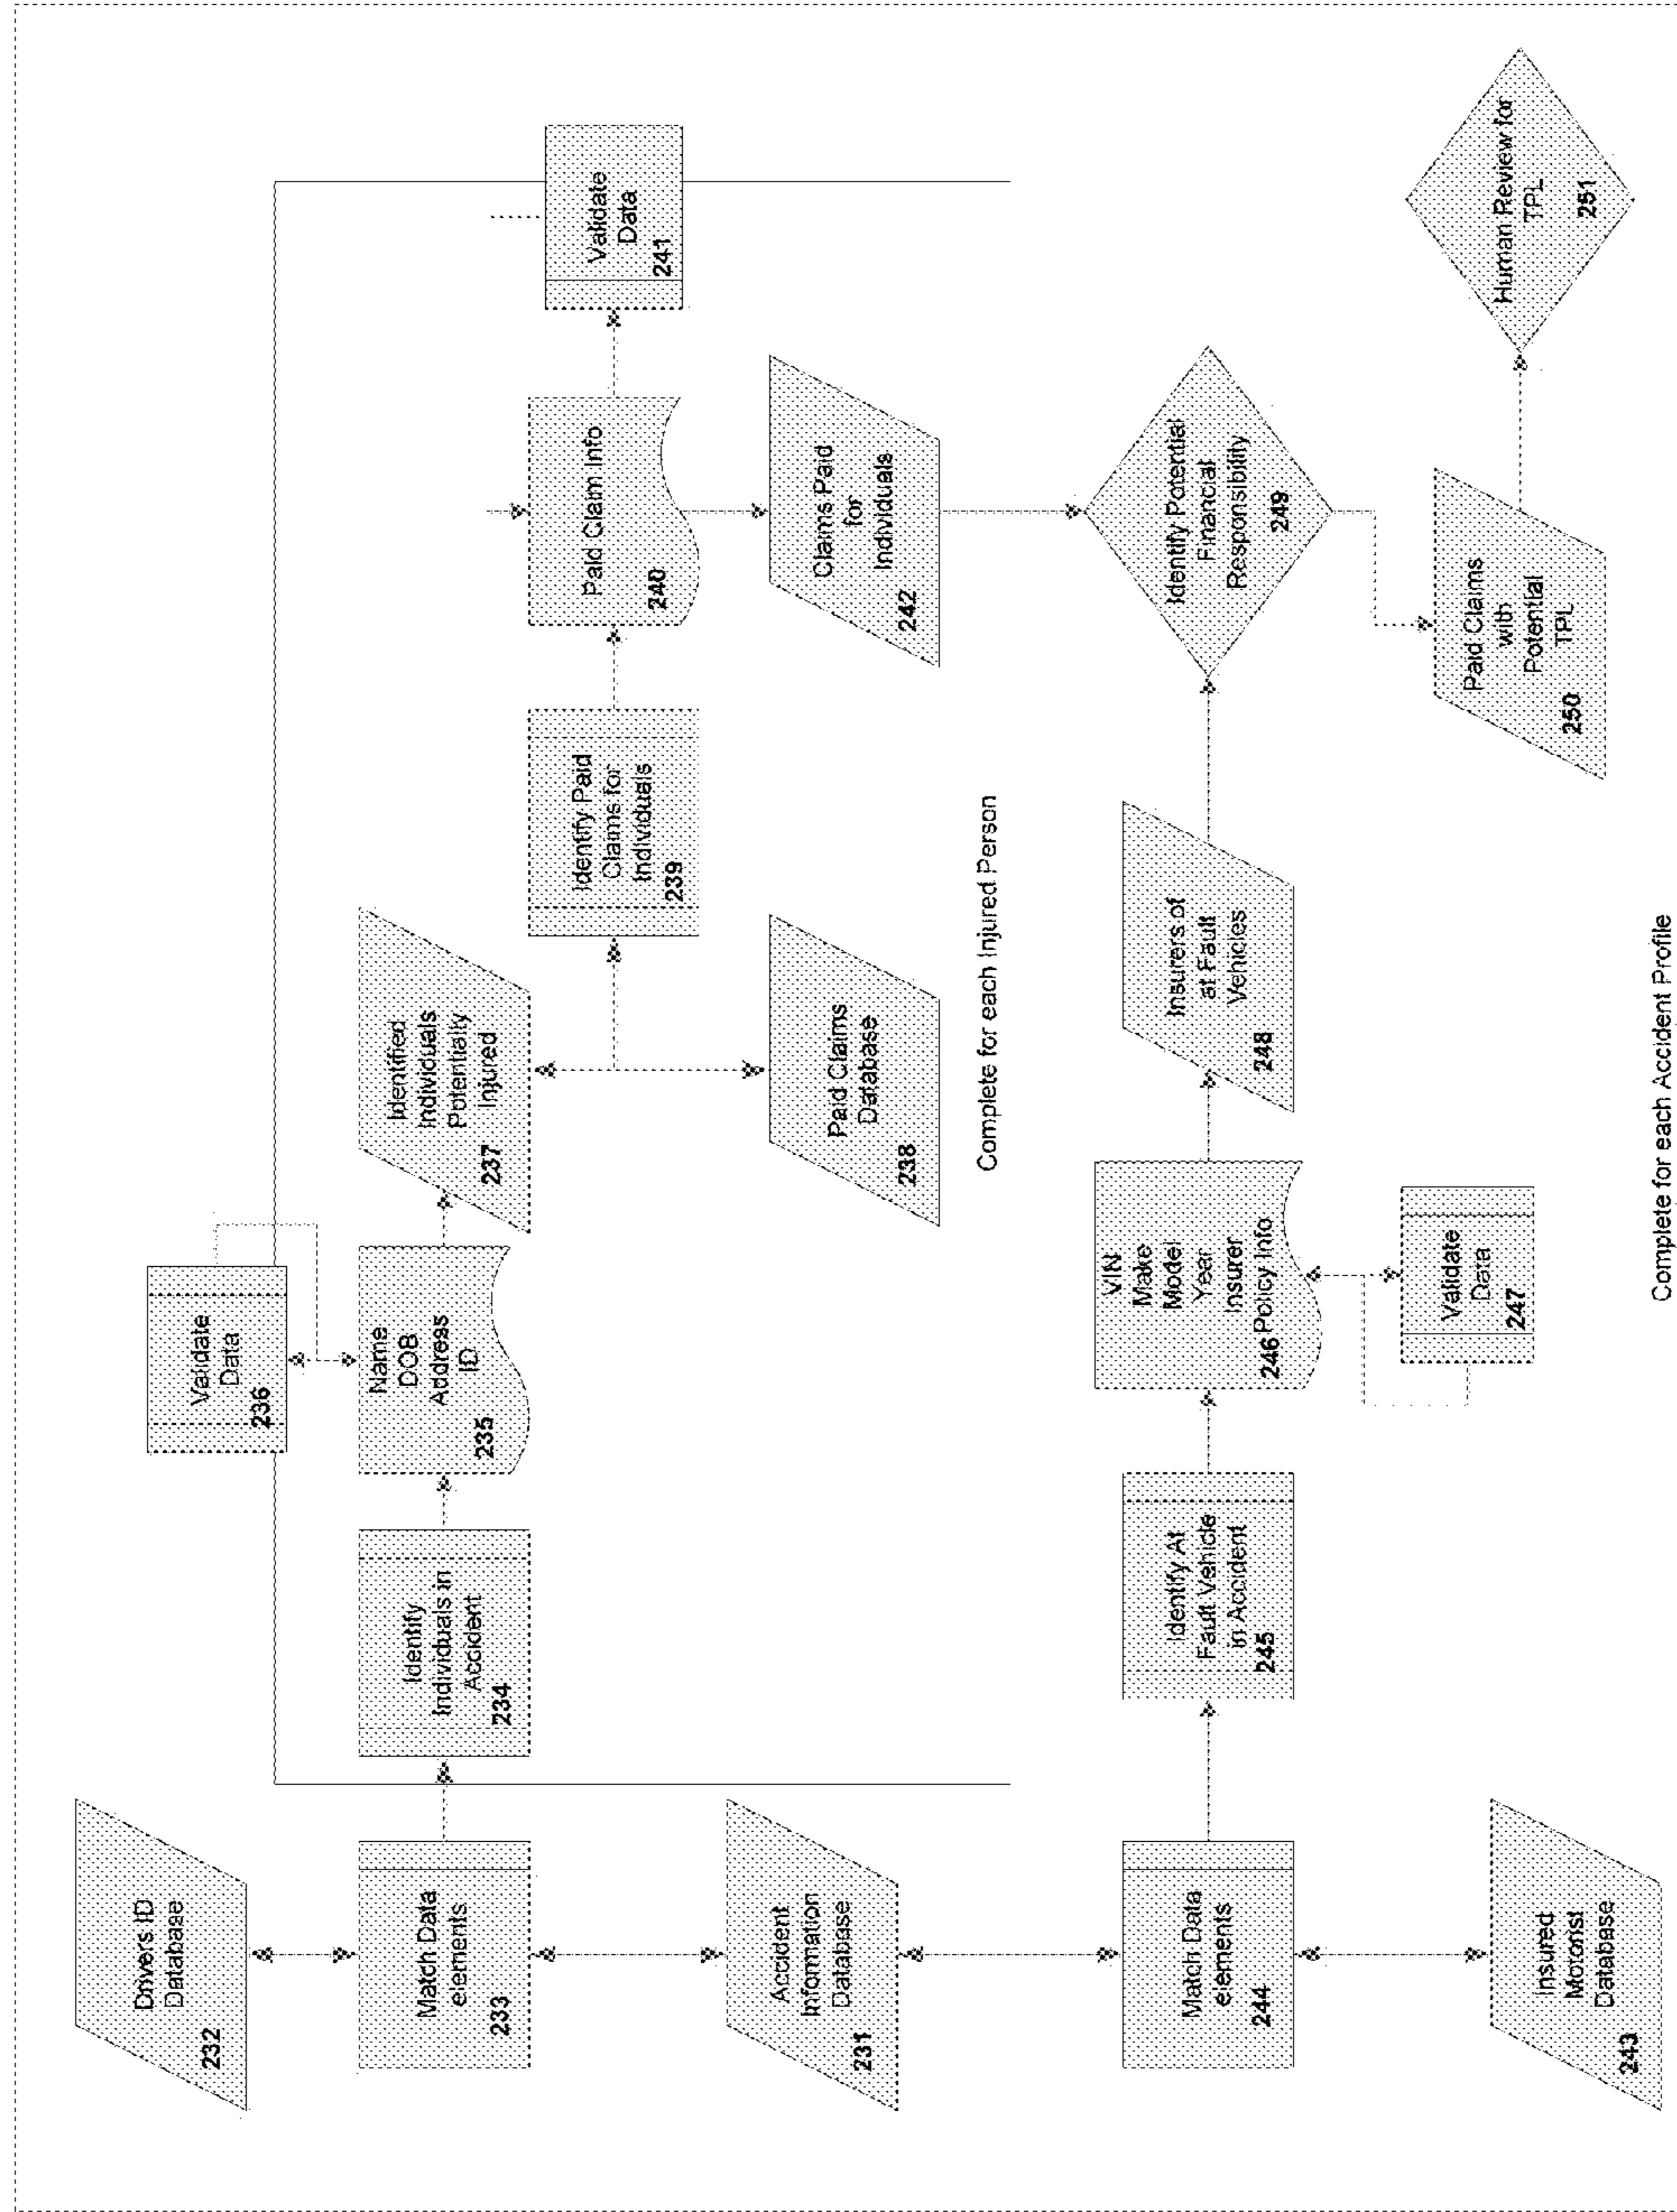 Drivers ID
Database
232
Match Data
elements
233
Accident
Information
Database
231
Match Data
elements
244
Insured
Motorist
Database
243
Identify
Individuals in
Accident
234
Name
DOB
Address
ID
235
Validate
Data
236
Identified
Individuals
Potentially
Injured
237
Paid Claims
Database
238
Identify Paid
Claims for
Individuals
239
Paid Claim Info
240
Validate
Data
241
Claims Paid
for
Individuals
242
Complete for each Injured Person
Identify At
Fault Vehicle
in Accident
245
VIN
Make
Model
Year
Insurer
246 Policy Info
Validate
Data
247
Insurers of
at Fault
Vehicles
248
Identify Potential
Financial
Responsibility
249
Paid Claims
with
Potential
TPL
250
Human Review for
TPL
251
Complete for each Accident Profile